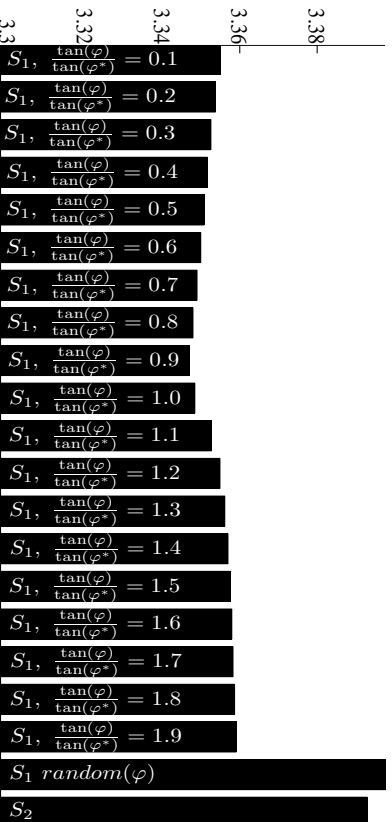 3.3 3.32 3.34 3.36 3.38
S₁, tan(φ)/tan(φ*) = 0.1
S₁, tan(φ)/tan(φ*) = 0.2
S₁, tan(φ)/tan(φ*) = 0.3
S₁, tan(φ)/tan(φ*) = 0.4
S₁, tan(φ)/tan(φ*) = 0.5
S₁, tan(φ)/tan(φ*) = 0.6
S₁, tan(φ)/tan(φ*) = 0.7
S₁, tan(φ)/tan(φ*) = 0.8
S₁, tan(φ)/tan(φ*) = 0.9
S₁, tan(φ)/tan(φ*) = 1.0
S₁, tan(φ)/tan(φ*) = 1.1
S₁, tan(φ)/tan(φ*) = 1.2
S₁, tan(φ)/tan(φ*) = 1.3
S₁, tan(φ)/tan(φ*) = 1.4
S₁, tan(φ)/tan(φ*) = 1.5
S₁, tan(φ)/tan(φ*) = 1.6
S₁, tan(φ)/tan(φ*) = 1.7
S₁, tan(φ)/tan(φ*) = 1.8
S₁, tan(φ)/tan(φ*) = 1.9
S₁ random(φ)
S₂